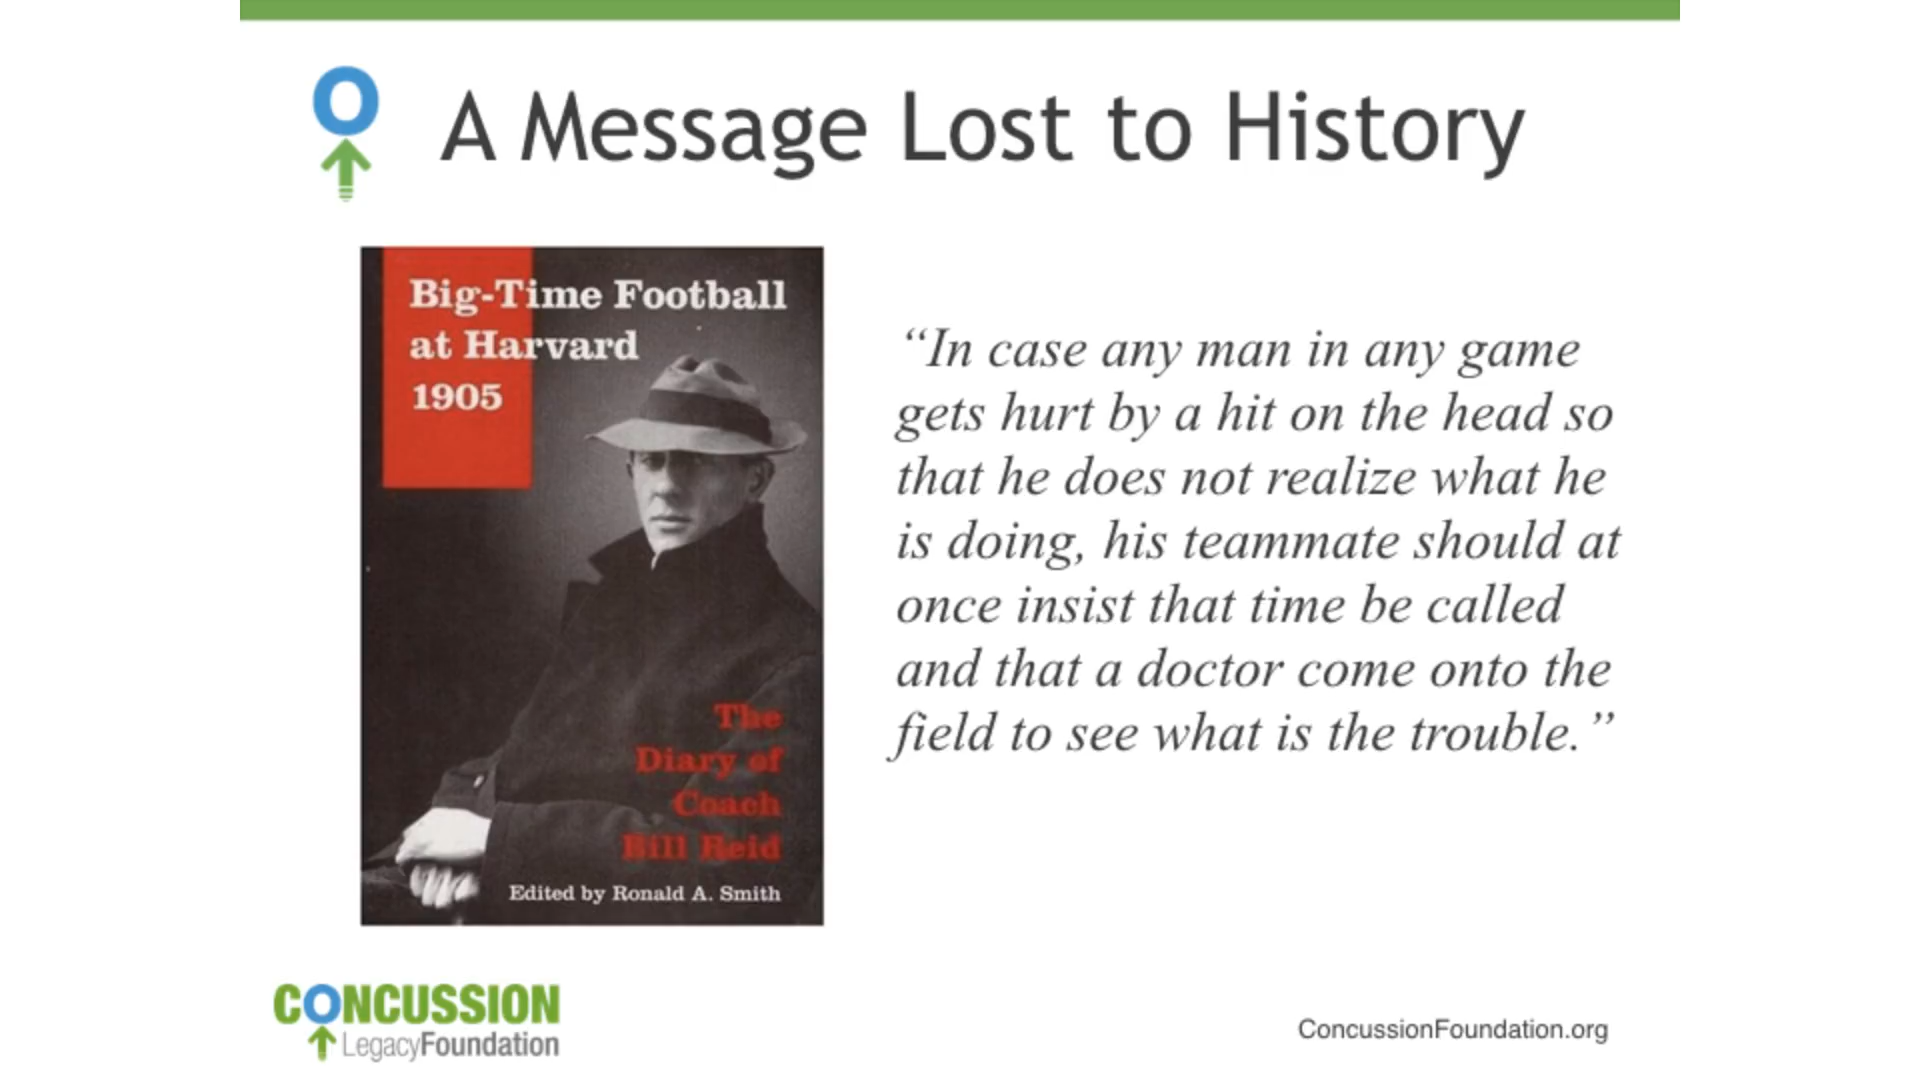 A Message Lost to History
Big-Time Football
at Harvard
1905
The
Diary of
Coach
Bill Reid
Edited by Ronald A. Smith
“In case any man in any game
gets hurt by a hit on the head so
that he does not realize what he
is doing, his teammate should at
once insist that time be called
and that a doctor come onto the
field to see what is the trouble.”
CONCUSSION
LegacyFoundation
ConcussionFoundation.org